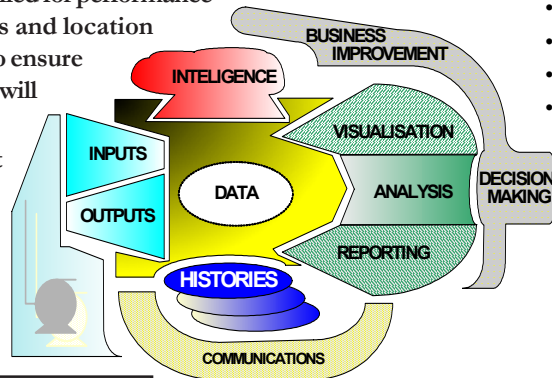 for performance
s and location
o ensure
will
t
BUSINESS
IMPROVEMENT
INTELIGENCE
VISUALISATION
INPUTS
OUTPUTS
DATA
ANALYSIS
DECISION
MAKING
REPORTING
HISTORIES
COMMUNICATIONS